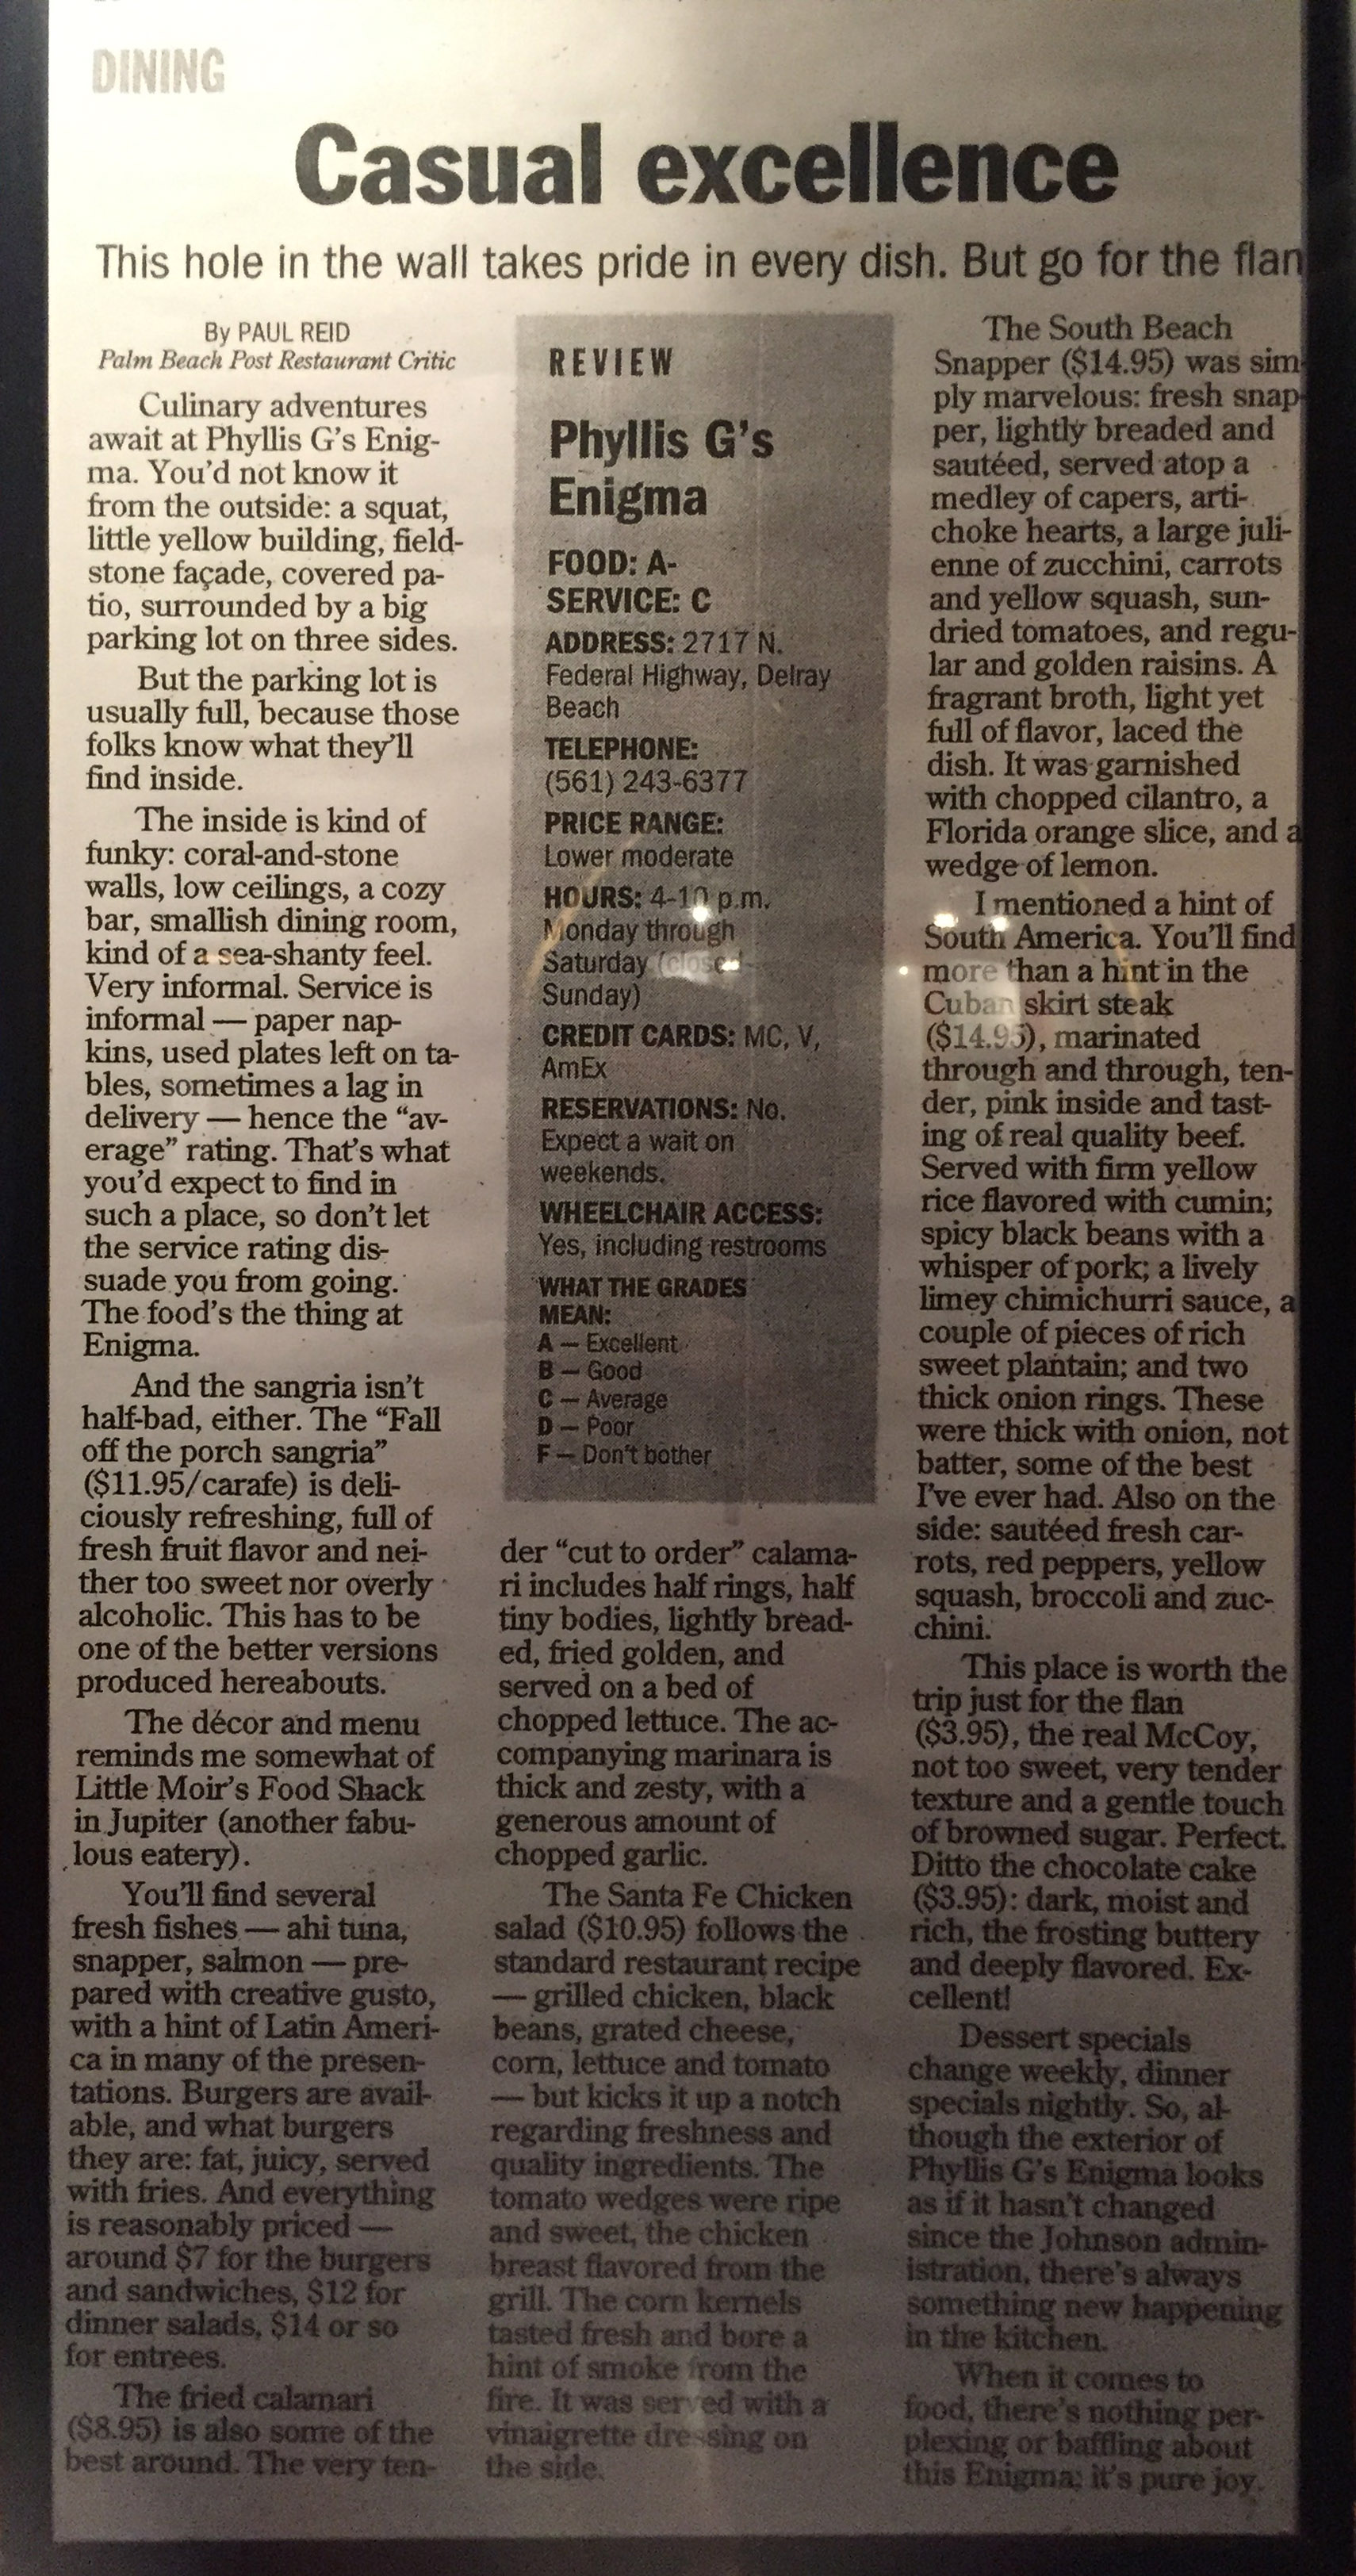 DINING
Casual excellence
This hole in the wall takes pride in every dish. But go for the flan
By PAUL REID
Palm Beach Post Restaurant Critic
Culinary adventures
await at Phyllis G's Enig-
ma. You'd not know it
from the outside: a squat,
little yellow building, field-
stone façade, covered pa-
tio, surrounded by a big
parking lot on three sides.
But the parking lot is
usually full, because those
folks know what they'll
find inside.
The inside is kind of
funky: coral-and-stone
walls, low ceilings, a cozy
bar, smallish dining room,
kind of a sea-shanty feel.
Very informal. Service is
informal — paper nap-
kins, used plates left on ta-
bles, sometimes a lag in
delivery — hence the "av-
erage" rating. That's what
you'd expect to find in
such a place, so don't let
the service rating dis-
suade you from going.
The food's the thing at
Enigma.
And the sangria isn't
half-bad, either. The "Fall
off the porch sangria"
($11.95/carafe) is deli-
ciously refreshing, full of
fresh fruit flavor and nei-
ther too sweet nor overly
alcoholic. This has to be
one of the better versions
produced hereabouts.
The décor and menu
reminds me somewhat of
Little Moir's Food Shack
in Jupiter (another fabu-
lous eatery).
You'll find several
fresh fishes — ahi tuna,
snapper, salmon — pre-
pared with creative gusto,
with a hint of Latin Ameri-
ca in many of the presen-
tations. Burgers are avail-
able, and what burgers
they are: fat, juicy, served
with fries. And everything
is reasonably priced —
around $7 for the burgers
and sandwiches, $12 for
dinner salads, $14 or so
for entrees.
The fried calamari
($8.95) is also some of the
best around. The very ten-
REVIEW
Phyllis G's
Enigma
FOOD: A-
SERVICE: C
ADDRESS: 2717 N.
Federal Highway, Delray
Beach
TELEPHONE:
(561) 243-6377
PRICE RANGE:
Lower moderate
HOURS: 4-10 p.m.
Monday through
Saturday (closed
Sunday)
CREDIT CARDS: MC, V,
AmEx
RESERVATIONS: No.
Expect a wait on
weekends.
WHEELCHAIR ACCESS:
Yes, including restrooms
WHAT THE GRADES
MEAN:
A — Excellent
B — Good
C — Average
D — Poor
F — Don't bother
der "cut to order" calama-
ri includes half rings, half
tiny bodies, lightly bread-
ed, fried golden, and
served on a bed of
chopped lettuce. The ac-
companying marinara is
thick and zesty, with a
generous amount of
chopped garlic.
The Santa Fe Chicken
salad ($10.95) follows the
standard restaurant recipe
— grilled chicken, black
beans, grated cheese,
corn, lettuce and tomato
— but kicks it up a notch
regarding freshness and
quality ingredients. The
tomato wedges were ripe
and sweet, the chicken
breast flavored from the
grill. The corn kernels
tasted fresh and bore a
hint of smoke from the
fire. It was served with a
vinaigrette dressing on
the side.
The South Beach
Snapper ($14.95) was sim-
ply marvelous: fresh snap-
per, lightly breaded and
sautéed, served atop a
medley of capers, arti-
choke hearts, a large juli-
enne of zucchini, carrots
and yellow squash, sun-
dried tomatoes, and regu-
lar and golden raisins. A
fragrant broth, light yet
full of flavor, laced the
dish. It was garnished
with chopped cilantro, a
Florida orange slice, and a
wedge of lemon.
I mentioned a hint of
South America. You'll find
more than a hint in the
Cuban skirt steak
($14.95), marinated
through and through, ten-
der, pink inside and tast-
ing of real quality beef.
Served with firm yellow
rice flavored with cumin;
spicy black beans with a
whisper of pork; a lively
limey chimichurri sauce, a
couple of pieces of rich
sweet plantain; and two
thick onion rings. These
were thick with onion, not
batter, some of the best
I've ever had. Also on the
side: sautéed fresh car-
rots, red peppers, yellow
squash, broccoli and zuc-
chini.
This place is worth the
trip just for the flan
($3.95), the real McCoy,
not too sweet, very tender
texture and a gentle touch
of browned sugar. Perfect.
Ditto the chocolate cake
($3.95): dark, moist and
rich, the frosting buttery
and deeply flavored. Ex-
cellent!
Dessert specials
change weekly, dinner
specials nightly. So, al-
though the exterior of
Phyllis G's Enigma looks
as if it hasn't changed
since the Johnson admin-
istration, there's always
something new happening
in the kitchen.
When it comes to
food, there's nothing per-
plexing or baffling about
this Enigma; it's pure joy.